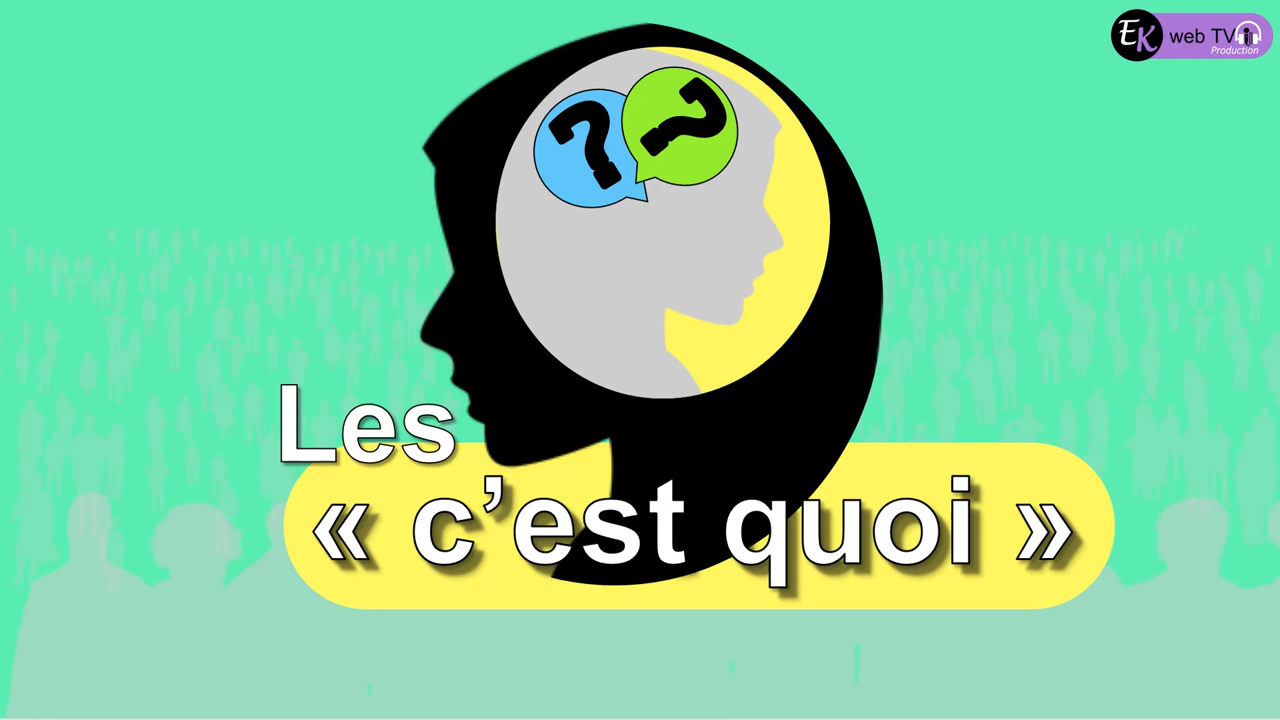 EK web TV
Production
? ?
Les
« c’est quoi »